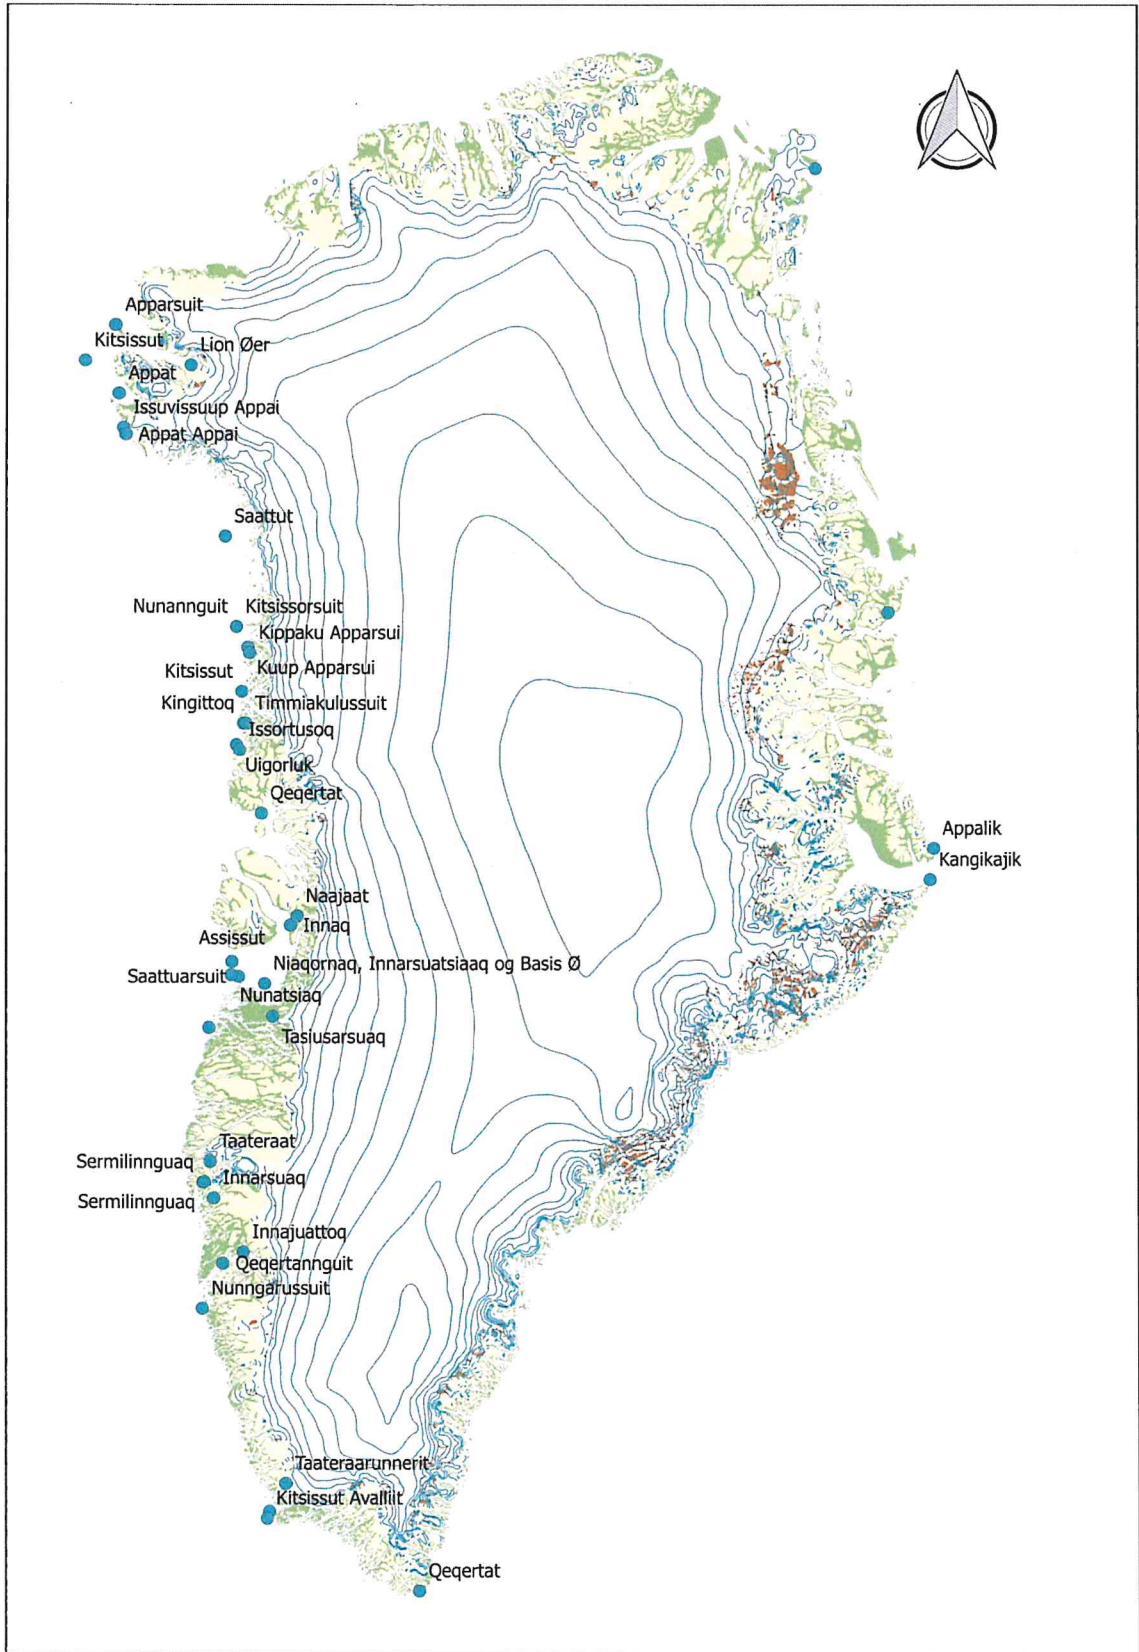 Apparsuit
Kitsissut
Lion Øer
Appat
Issuvissuup Appai
Appat Appai
Saattut
Nunannguit
Kitsissorsuit
Kippaku Apparsui
Kitsissut
Kuup Apparsui
Kingittoq
Timmiakulussuit
Issortusoq
Uigorluk
Qeqertat
Appalik
Kangikajik
Naajaat
Innaq
Assissut
Niaqornaq, Innarsuatsiaaq og Basis Ø
Saattuarsuit
Nunatsiaq
Tasiusarsuaq
Taateraat
Sermilinnguaq
Innarsuaq
Sermilinnguaq
Innajuattoq
Qeqertannguit
Nunngarussuit
Taateraarunnerit
Kitsissut Avalliit
Qeqertat